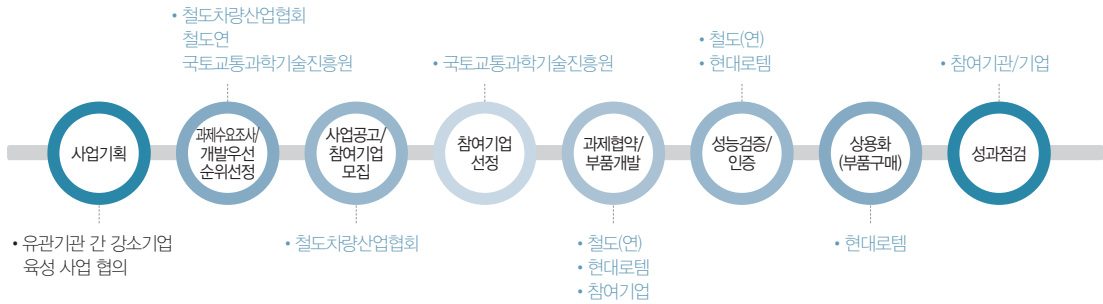 • 철도차량산업협회
철도연
국토교통과학기술진흥원
• 국토교통과학기술진흥원
• 철도(연)
• 현대로템
• 참여기관/기업
사업기획
과제수요조사/
개발우선
순위선정
사업공고/
참여기업
모집
참여기업
선정
과제협약/
부품개발
성능검증/
인증
상용화
(부품구매)
성과점검
• 유관기관 간 강소기업
육성 사업 협의
• 철도차량산업협회
• 철도(연)
• 현대로템
• 참여기업
• 현대로템